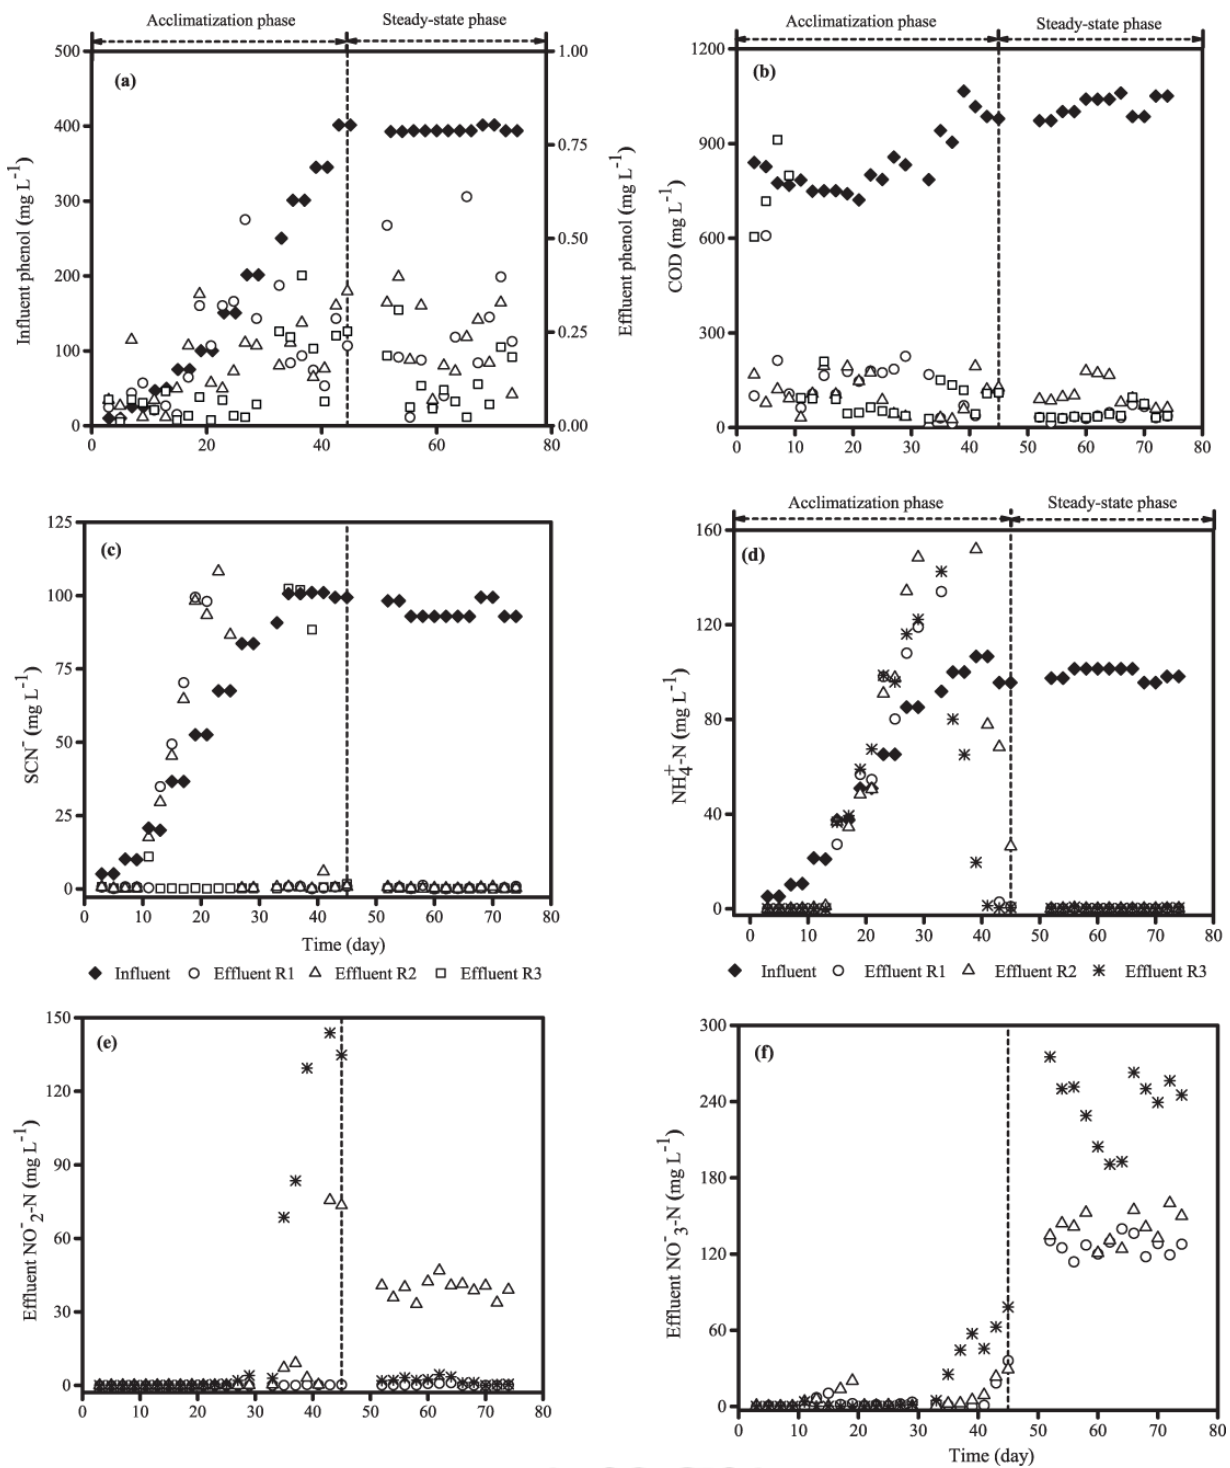 Acclimatization phase
Steady-state phase
(a)
Influent phenol (mg L⁻¹)
Effluent phenol (mg L⁻¹)
500
400
300
200
100
0
1.00
0.75
0.50
0.25
0.00
0 20 40 60 80
Acclimatization phase
Steady-state phase
(b)
COD (mg L⁻¹)
1200
900
600
300
0
0 10 20 30 40 50 60 70 80
(c)
SCN⁻ (mg L⁻¹)
125
100
75
50
25
0
0 10 20 30 40 50 60 70 80
Time (day)
Influent Effluent R1 Effluent R2 Effluent R3
Acclimatization phase
Steady-state phase
(d)
NH₄⁺-N (mg L⁻¹)
160
120
80
40
0
0 10 20 30 40 50 60 70 80
Influent Effluent R1 Effluent R2 Effluent R3
(e)
Effluent NO₂⁻-N (mg L⁻¹)
150
120
90
60
30
0
0 10 20 30 40 50 60 70 80
(f)
Effluent NO₃⁻-N (mg L⁻¹)
300
240
180
120
60
0
0 10 20 30 40 50 60 70 80
Time (day)